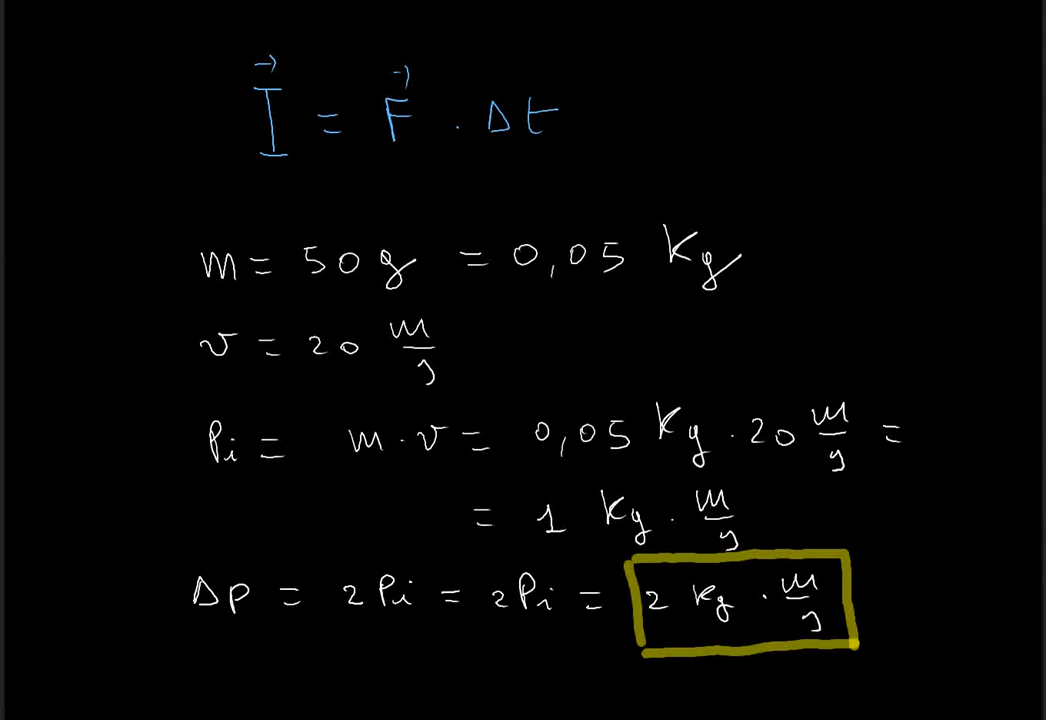 I⃗ = F⃗ · Δt
m = 50 g = 0,05 Kg
v = 20 m/s
Pi = m · v = 0,05 Kg · 20 m/s =
= 1 Kg · m/s
ΔP = 2Pi = 2Pi = 2 Kg · m/s